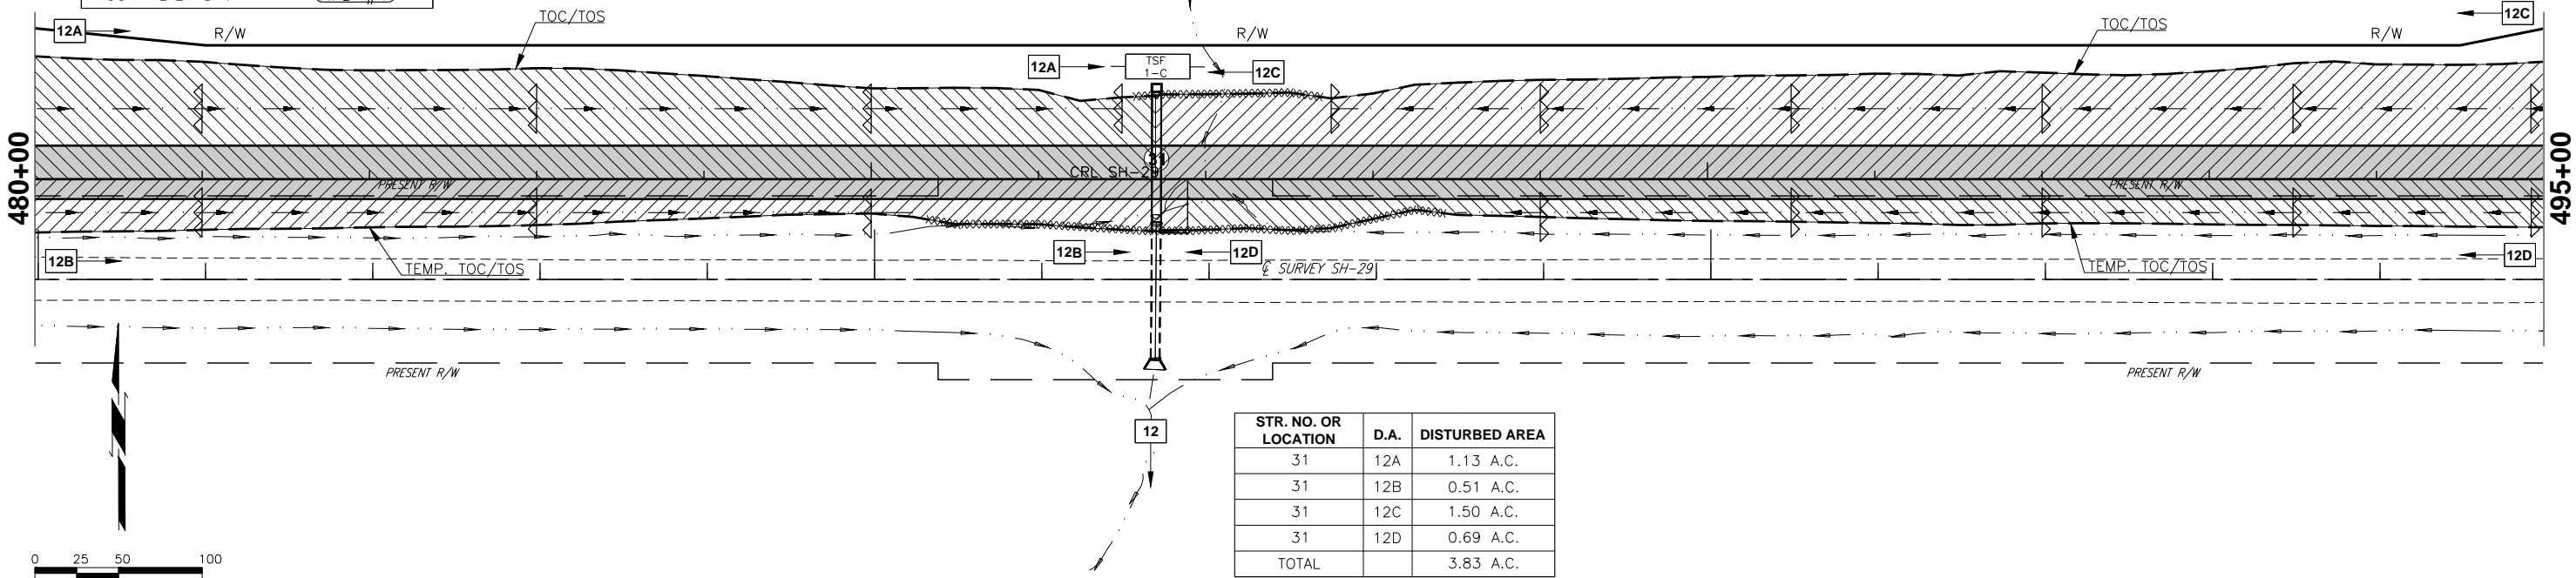 TOC/TOS
TOC/TOS
12C
12A
R/W
R/W
R/W
12A
TSF
1-C
12C
480+00
495+00
31
CRL SH-29
PRESENT R/W
PRESENT R/W
12B
12D
12B
TEMP. TOC/TOS
℄ SURVEY SH-29
TEMP. TOC/TOS
12D
PRESENT R/W
PRESENT R/W
12
STR. NO. OR LOCATION D.A. DISTURBED AREA
31 12A 1.13 A.C.
31 12B 0.51 A.C.
31 12C 1.50 A.C.
31 12D 0.69 A.C.
TOTAL 3.83 A.C.
0 25 50 100